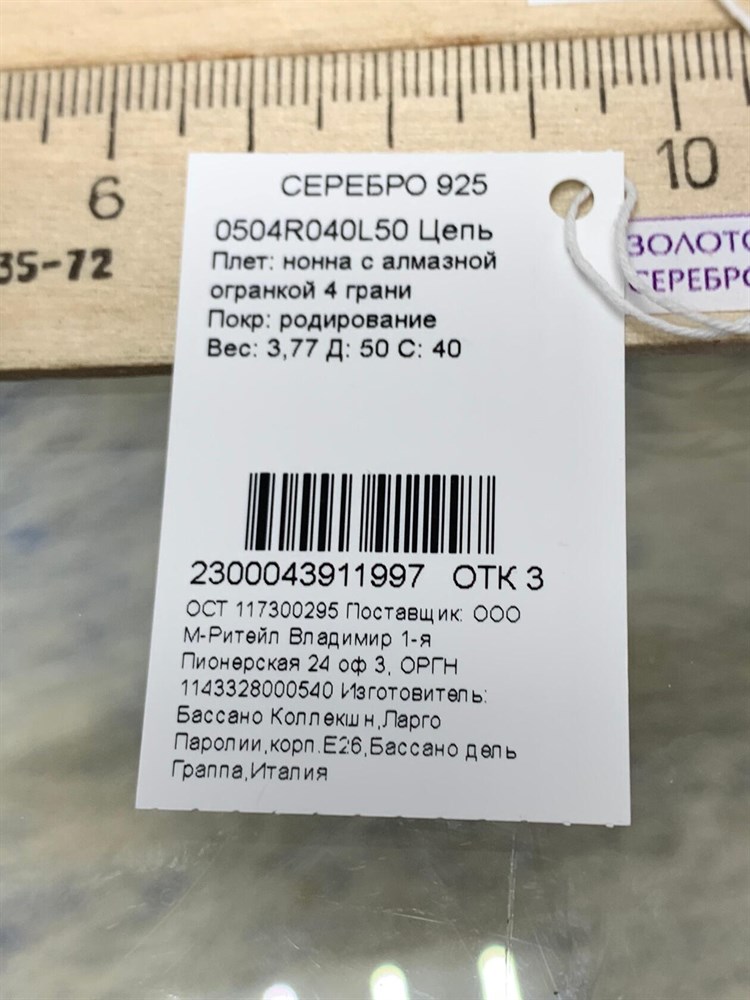 6
10
35-72
СЕРЕБРО 925
0504R040L50 Цепь
Плет: нонна с алмазной
огранкой 4 грани
Покр: родирование
Вес: 3,77 Д: 50 С: 40
2300043911997 ОТК 3
ОСТ 117300295 Поставщик: ООО
М-Ритейл Владимир 1-я
Пионерская 24 оф 3, ОРГН
1143328000540 Изготовитель:
Бассано Коллекшн,Ларго
Паролии,корп.Е26,Бассано дель
Граппа,Италия
ЗОЛОТО
СЕРЕБРО